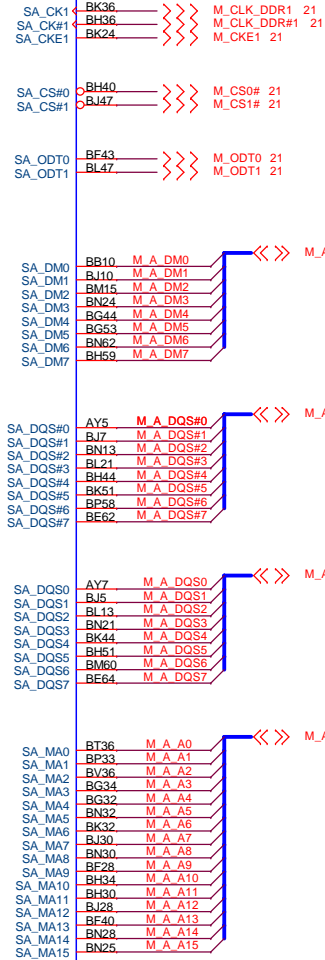 SA_CK1 BK36 M_CLK_DDR1 21
SA_CK#1 BH36 M_CLK_DDR#1 21
SA_CKE1 BK24 M_CKE1 21
SA_CS#0 BH40 M_CS0# 21
SA_CS#1 BJ47 M_CS1# 21
SA_ODT0 BF43 M_ODT0 21
SA_ODT1 BL47 M_ODT1 21
M_A
SA_DM0 BB10 M_A_DM0
SA_DM1 BJ10 M_A_DM1
SA_DM2 BM15 M_A_DM2
SA_DM3 BN24 M_A_DM3
SA_DM4 BG44 M_A_DM4
SA_DM5 BG53 M_A_DM5
SA_DM6 BN62 M_A_DM6
SA_DM7 BH59 M_A_DM7
M_A
SA_DQS#0 AY5 M_A_DQS#0
SA_DQS#1 BJ7 M_A_DQS#1
SA_DQS#2 BN13 M_A_DQS#2
SA_DQS#3 BL21 M_A_DQS#3
SA_DQS#4 BH44 M_A_DQS#4
SA_DQS#5 BK51 M_A_DQS#5
SA_DQS#6 BP58 M_A_DQS#6
SA_DQS#7 BE62 M_A_DQS#7
M_A
SA_DQS0 AY7 M_A_DQS0
SA_DQS1 BJ5 M_A_DQS1
SA_DQS2 BL13 M_A_DQS2
SA_DQS3 BN21 M_A_DQS3
SA_DQS4 BK44 M_A_DQS4
SA_DQS5 BH51 M_A_DQS5
SA_DQS6 BM60 M_A_DQS6
SA_DQS7 BE64 M_A_DQS7
M_A
SA_MA0 BT36 M_A_A0
SA_MA1 BP33 M_A_A1
SA_MA2 BV36 M_A_A2
SA_MA3 BG34 M_A_A3
SA_MA4 BG32 M_A_A4
SA_MA5 BN32 M_A_A5
SA_MA6 BK32 M_A_A6
SA_MA7 BJ30 M_A_A7
SA_MA8 BN30 M_A_A8
SA_MA9 BF28 M_A_A9
SA_MA10 BH34 M_A_A10
SA_MA11 BH30 M_A_A11
SA_MA12 BJ28 M_A_A12
SA_MA13 BF40 M_A_A13
SA_MA14 BN28 M_A_A14
SA_MA15 BN25 M_A_A15